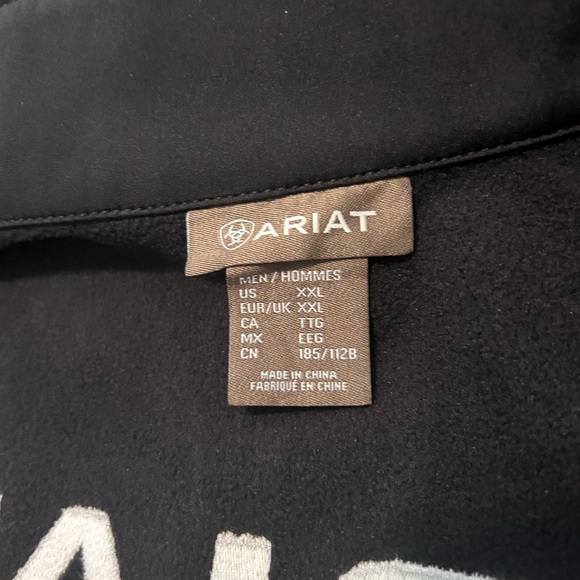 ARIAT
MEN / HOMMES
US XXL
EUR/UK XXL
CA TTG
MX EEG
CN 185/112B
MADE IN CHINA
FABRIQUÉ EN CHINE